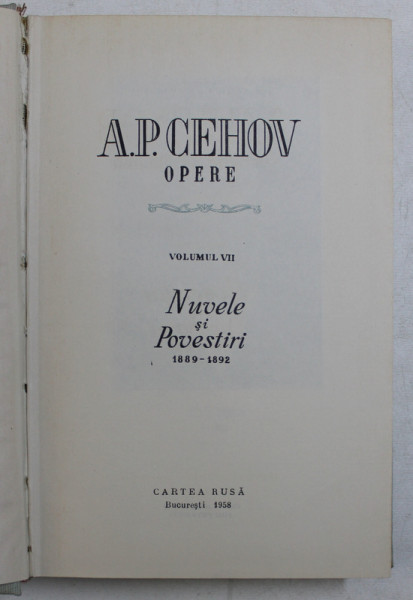 A.P. CEHOV
OPERE
VOLUMUL VII
Nuvele
și
Povestiri
1889-1892
CARTEA RUSĂ
București 1958